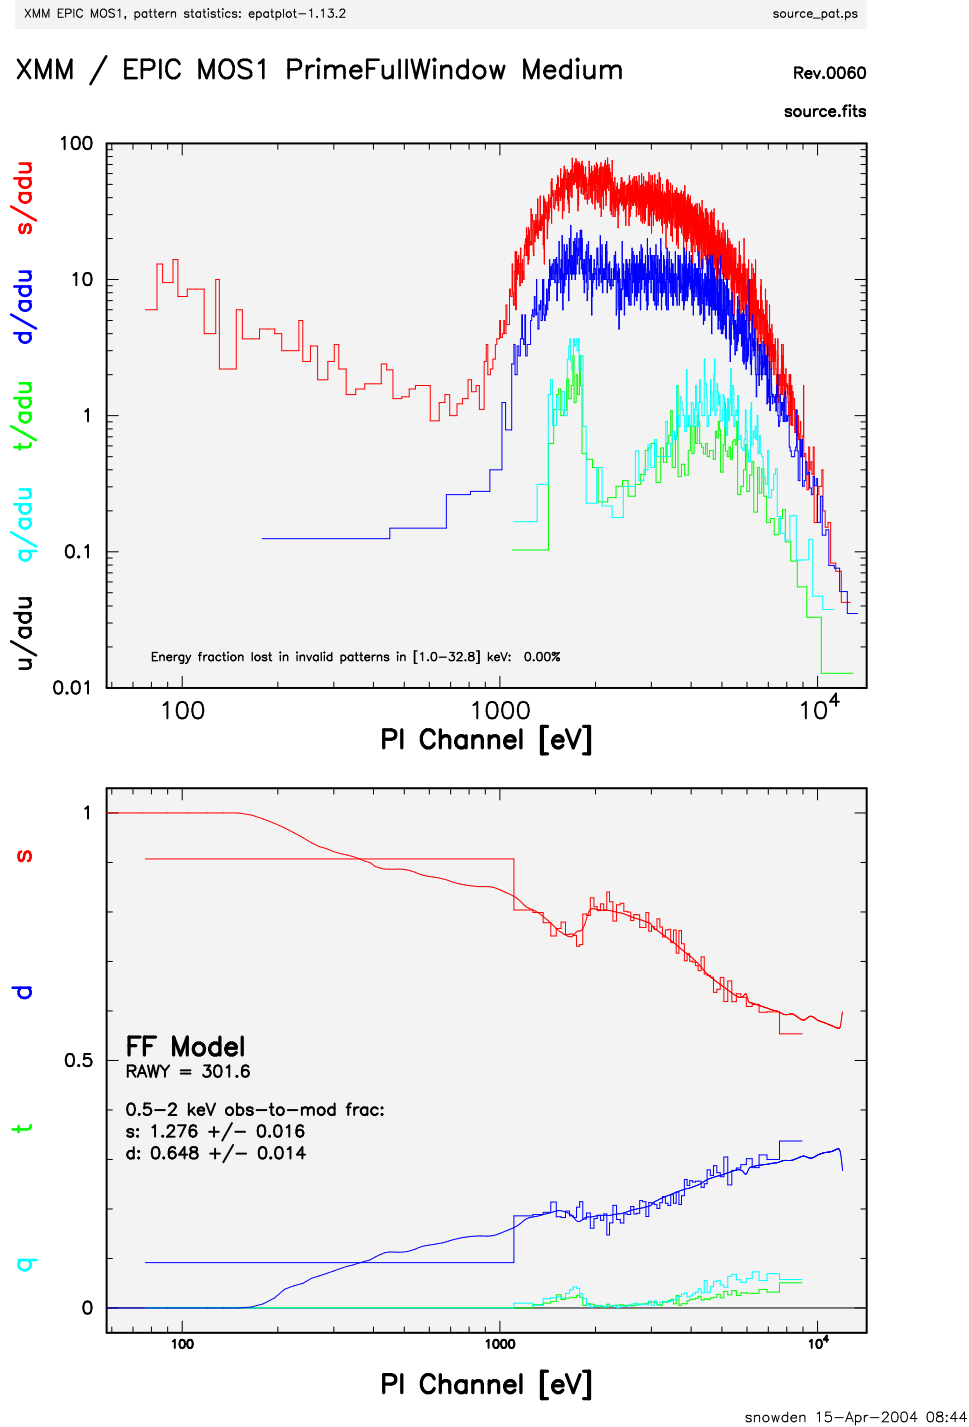 XMM EPIC MOS1, pattern statistics: epatplot-1.13.2 source_pat.ps
XMM / EPIC MOS1 PrimeFullWindow Medium Rev.0060
source.fits
s/adu
d/adu
t/adu
q/adu
u/adu
100
10
1
0.1
0.01
Energy fraction lost in invalid patterns in [1.0-32.8] keV: 0.00%
100 1000 10^4
PI Channel [eV]
s
d
t
q
1
0.5
0
FF Model
RAWY = 301.6
0.5-2 keV obs-to-mod frac:
s: 1.276 +/- 0.016
d: 0.648 +/- 0.014
100 1000 10^4
PI Channel [eV]
snowden 15-Apr-2004 08:44